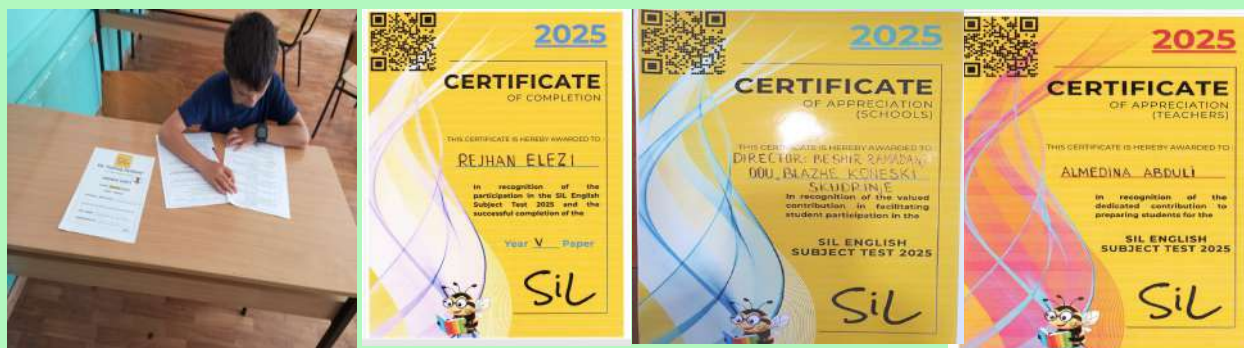 2025
CERTIFICATE
OF COMPLETION
THIS CERTIFICATE IS HEREBY AWARDED TO
REJHAN ELEZI
In recognition of the
participation in the SIL English
Subject Test 2025 and the
successful completion of the
Year V Paper
SiL
2025
CERTIFICATE
OF APPRECIATION
(SCHOOLS)
THIS CERTIFICATE IS HEREBY AWARDED TO
DIRECTOR: BESHIR RAMADANI
OOU„BLAZHE KONESKI
SKUDRINJE
In recognition of the valued
contribution in facilitating
student participation in the
SIL ENGLISH
SUBJECT TEST 2025
SiL
2025
CERTIFICATE
OF APPRECIATION
(TEACHERS)
THIS CERTIFICATE IS HEREBY AWARDED TO
ALMEDINA ABDULI
In recognition of the
dedicated contribution to
preparing students for the
SIL ENGLISH
SUBJECT TEST 2025
SiL